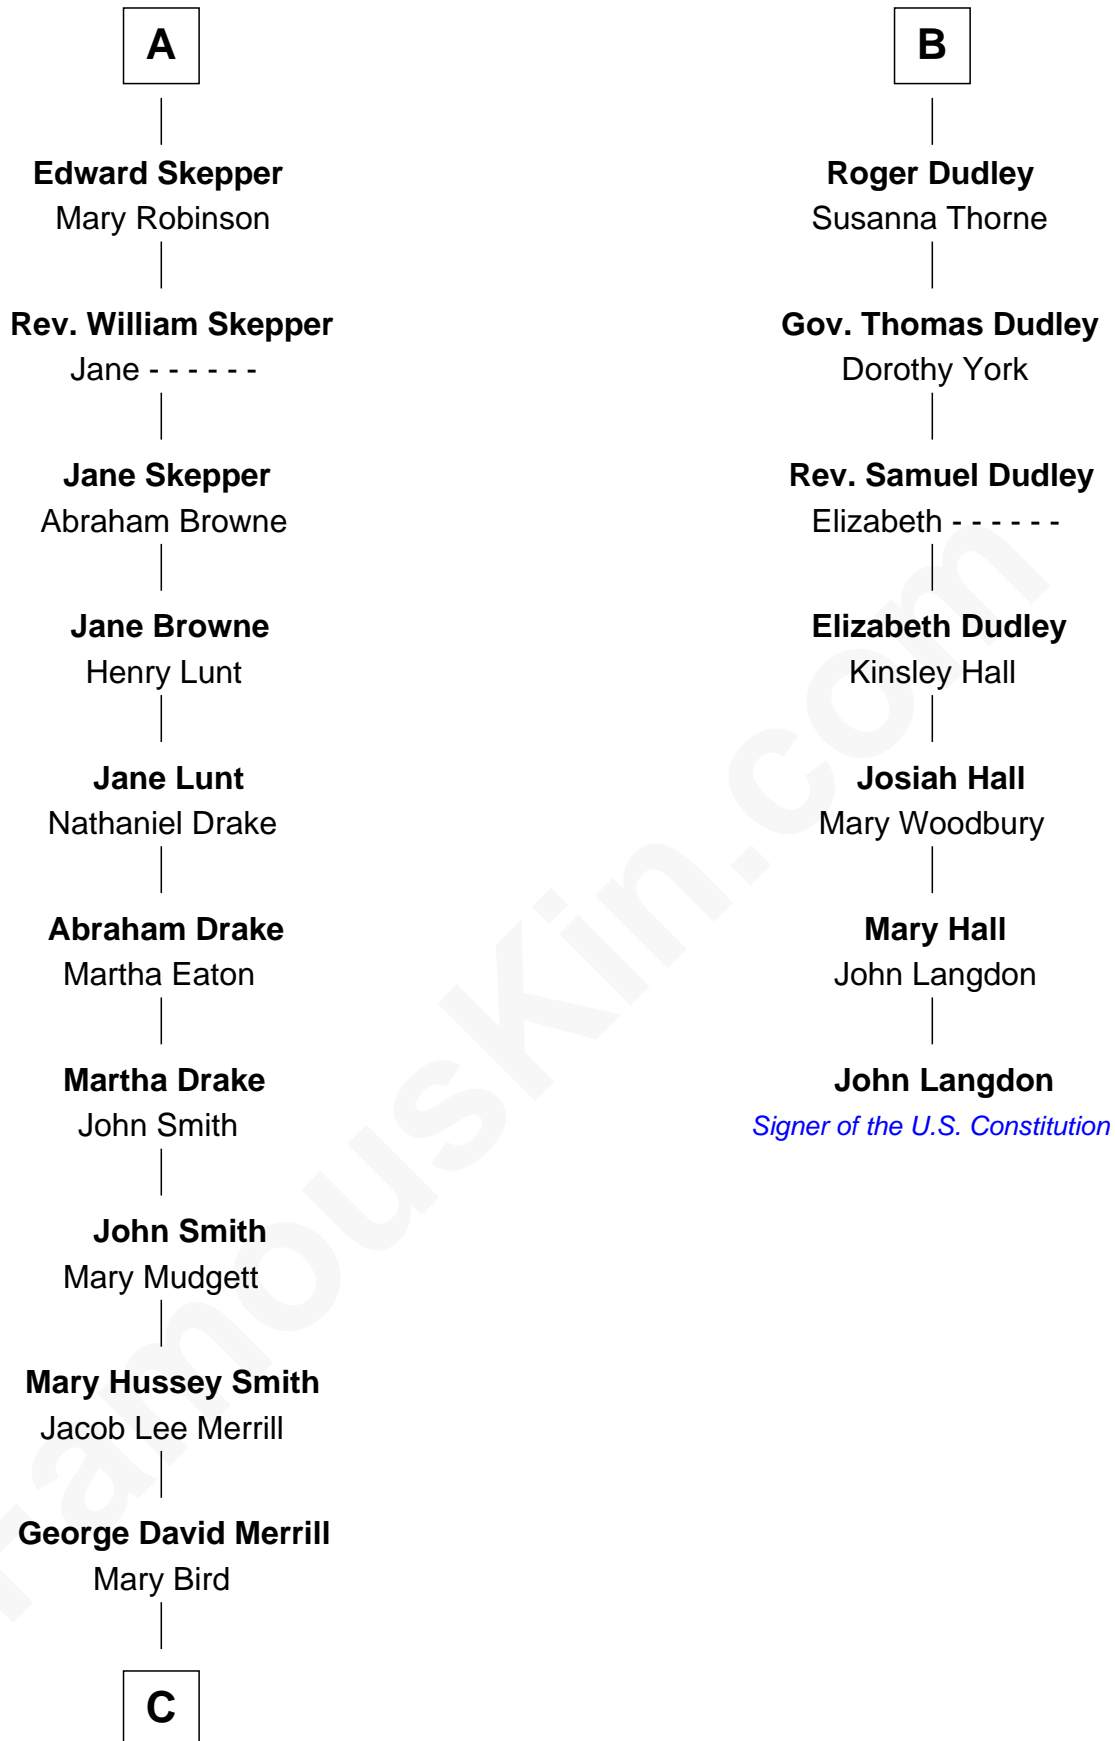 A
Edward Skepper
Mary Robinson
Rev. William Skepper
Jane - - - - - -
Jane Skepper
Abraham Browne
Jane Browne
Henry Lunt
Jane Lunt
Nathaniel Drake
Abraham Drake
Martha Eaton
Martha Drake
John Smith
John Smith
Mary Mudgett
Mary Hussey Smith
Jacob Lee Merrill
George David Merrill
Mary Bird
C
B
Roger Dudley
Susanna Thorne
Gov. Thomas Dudley
Dorothy York
Rev. Samuel Dudley
Elizabeth - - - - - -
Elizabeth Dudley
Kinsley Hall
Josiah Hall
Mary Woodbury
Mary Hall
John Langdon
John Langdon
Signer of the U.S. Constitution
FamousKin.com